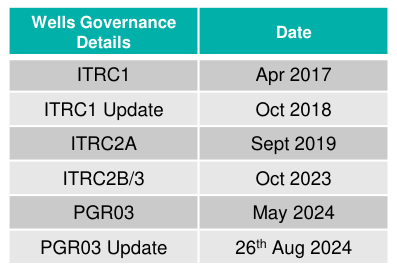 Wells Governance
Details
Date
ITRC1
Apr 2017
ITRC1 Update
Oct 2018
ITRC2A
Sept 2019
ITRC2B/3
Oct 2023
PGR03
May 2024
PGR03 Update
26th Aug 2024